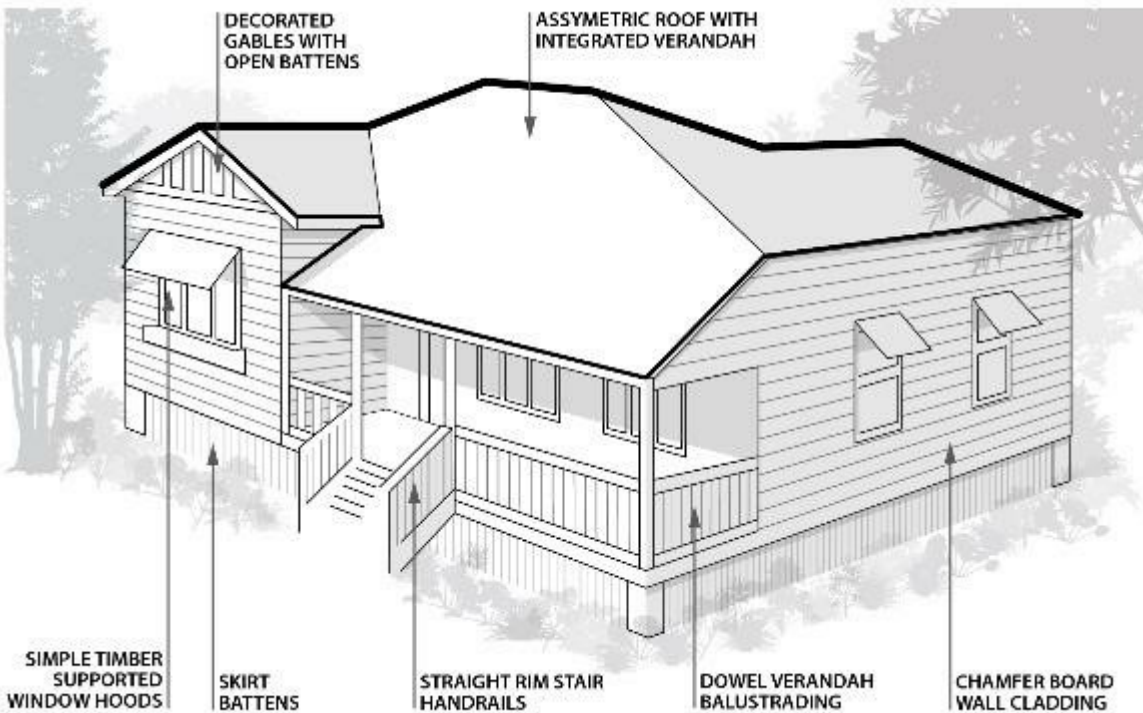 DECORATED
GABLES WITH
OPEN BATTENS
ASSYMETRIC ROOF WITH
INTEGRATED VERANDAH
SIMPLE TIMBER
SUPPORTED
WINDOW HOODS
SKIRT
BATTENS
STRAIGHT RIM STAIR
HANDRAILS
DOWEL VERANDAH
BALUSTRADING
CHAMFER BOARD
WALL CLADDING